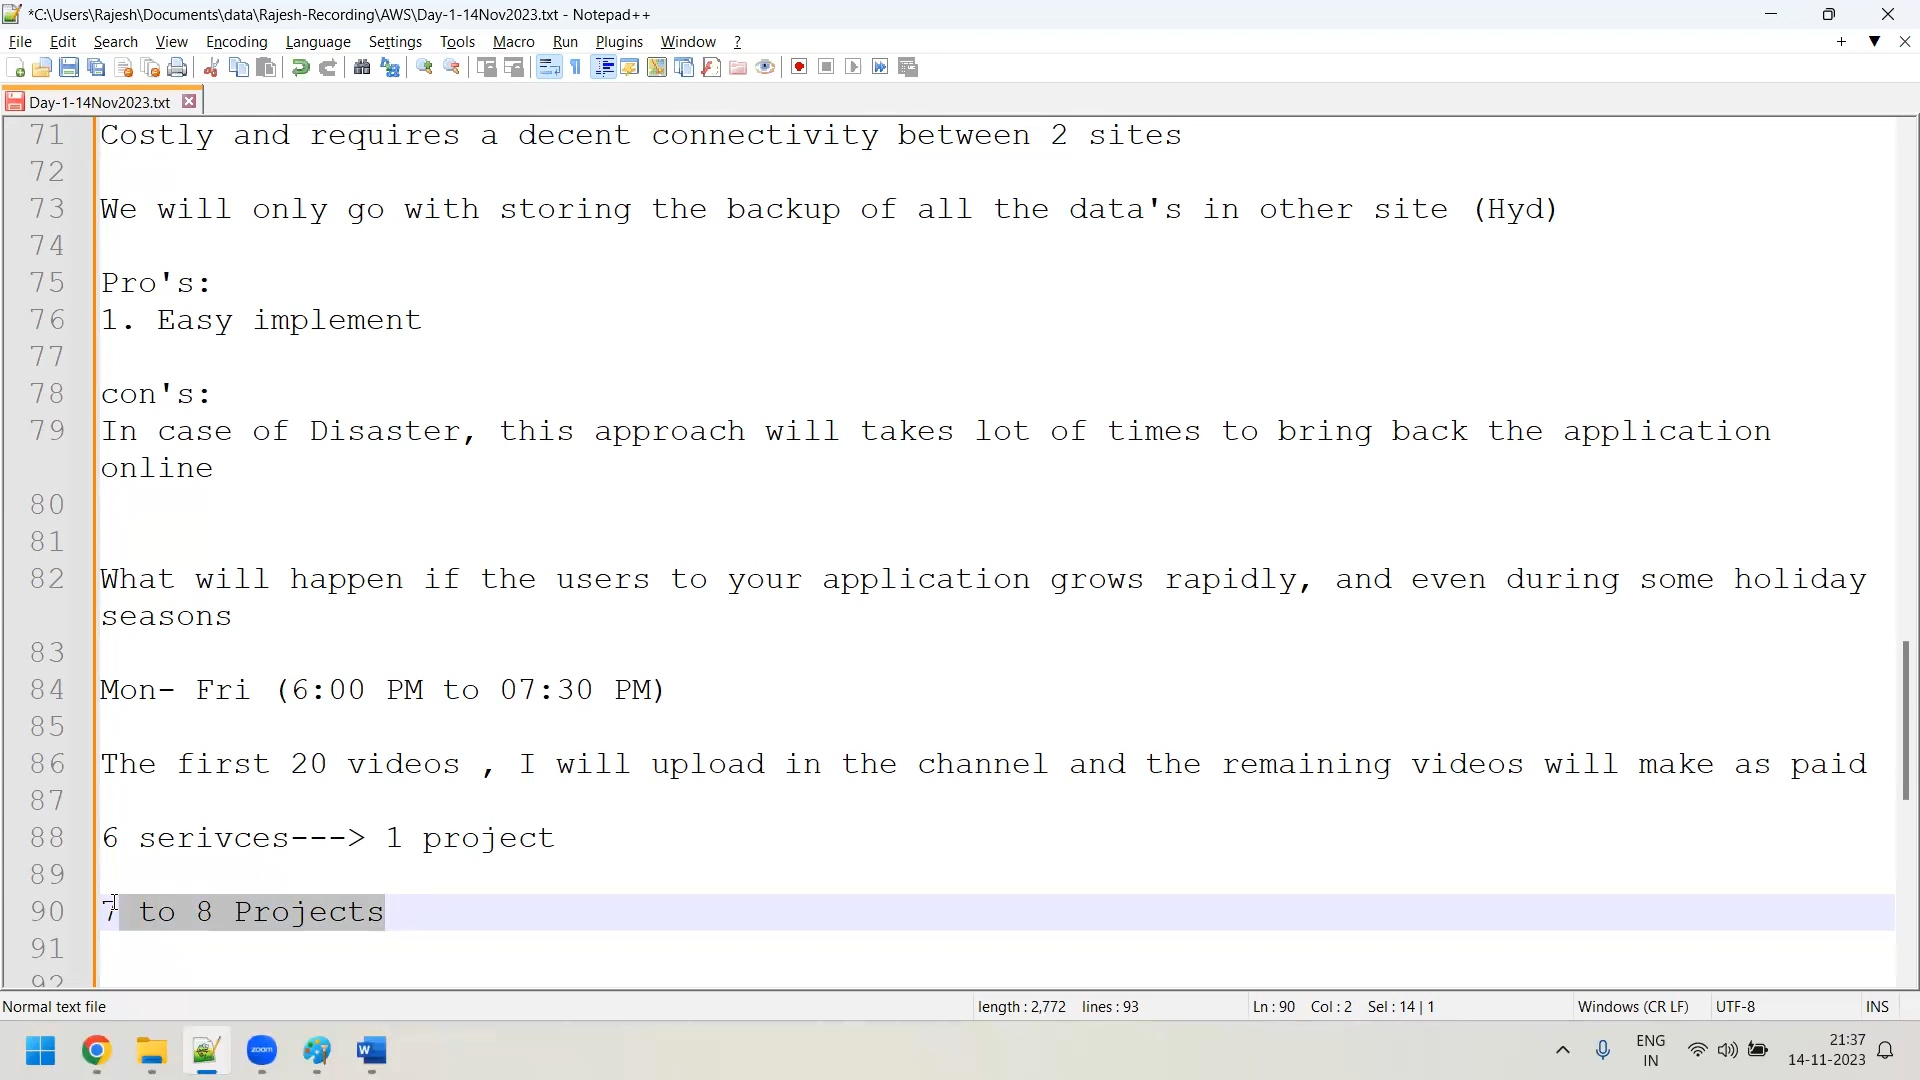 *C:\Users\Rajesh\Documents\data\Rajesh-Recording\AWS\Day-1-14Nov2023.txt - Notepad++
File Edit Search View Encoding Language Settings Tools Macro Run Plugins Window ?
Day-1-14Nov2023.txt
71 Costly and requires a decent connectivity between 2 sites
72
73 We will only go with storing the backup of all the data's in other site (Hyd)
74
75 Pro's:
76 1. Easy implement
77
78 con's:
79 In case of Disaster, this approach will takes lot of times to bring back the application
online
80
81
82 What will happen if the users to your application grows rapidly, and even during some holiday
seasons
83
84 Mon- Fri (6:00 PM to 07:30 PM)
85
86 The first 20 videos , I will upload in the channel and the remaining videos will make as paid
87
88 6 serivces---> 1 project
89
90 7 to 8 Projects
91
92
Normal text file length : 2,772 lines : 93 Ln : 90 Col : 2 Sel : 14 | 1 Windows (CR LF) UTF-8 INS
zoom W ENG 21:37
IN 14-11-2023